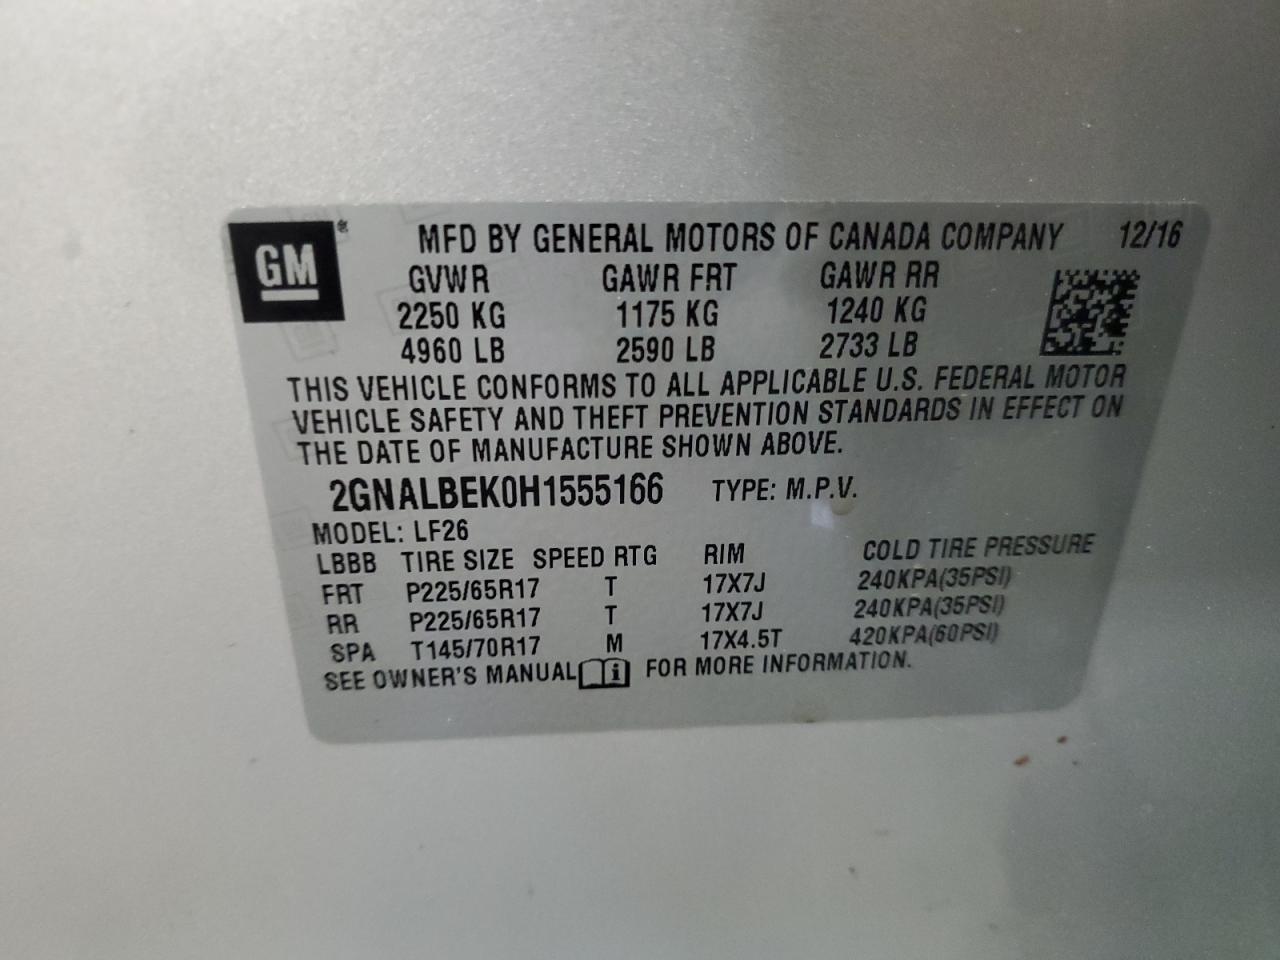 GM® MFD BY GENERAL MOTORS OF CANADA COMPANY 12/16
GVWR GAWR FRT GAWR RR
2250 KG 1175 KG 1240 KG
4960 LB 2590 LB 2733 LB
THIS VEHICLE CONFORMS TO ALL APPLICABLE U.S. FEDERAL MOTOR
VEHICLE SAFETY AND THEFT PREVENTION STANDARDS IN EFFECT ON
THE DATE OF MANUFACTURE SHOWN ABOVE.
2GNALBEK0H1555166 TYPE: M.P.V.
MODEL: LF26
LBBB TIRE SIZE SPEED RTG RIM COLD TIRE PRESSURE
FRT P225/65R17 T 17X7J 240KPA(35PSI)
RR P225/65R17 T 17X7J 240KPA(35PSI)
SPA T145/70R17 M 17X4.5T 420KPA(60PSI)
SEE OWNER'S MANUAL i FOR MORE INFORMATION.